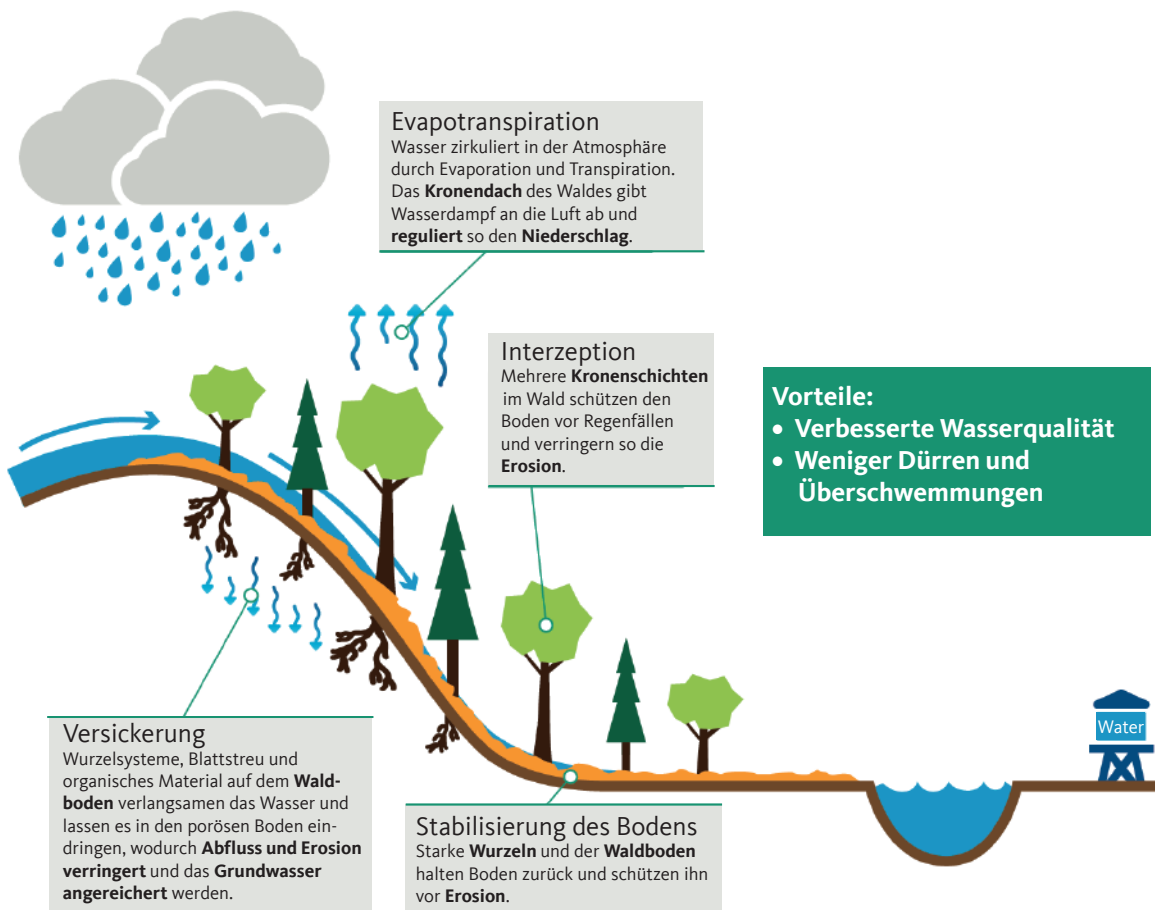 Evapotranspiration
Wasser zirkuliert in der Atmosphäre
durch Evaporation und Transpiration.
Das Kronendach des Waldes gibt
Wasserdampf an die Luft ab und
reguliert so den Niederschlag.
Interzeption
Mehrere Kronenschichten
im Wald schützen den
Boden vor Regenfällen
und verringern so die
Erosion.
Vorteile:
• Verbesserte Wasserqualität
• Weniger Dürren und
Überschwemmungen
Water
Versickerung
Wurzelsysteme, Blattstreu und
organisches Material auf dem Wald-
boden verlangsamen das Wasser und
lassen es in den porösen Boden ein-
dringen, wodurch Abfluss und Erosion
verringert und das Grundwasser
angereichert werden.
Stabilisierung des Bodens
Starke Wurzeln und der Waldboden
halten Boden zurück und schützen ihn
vor Erosion.